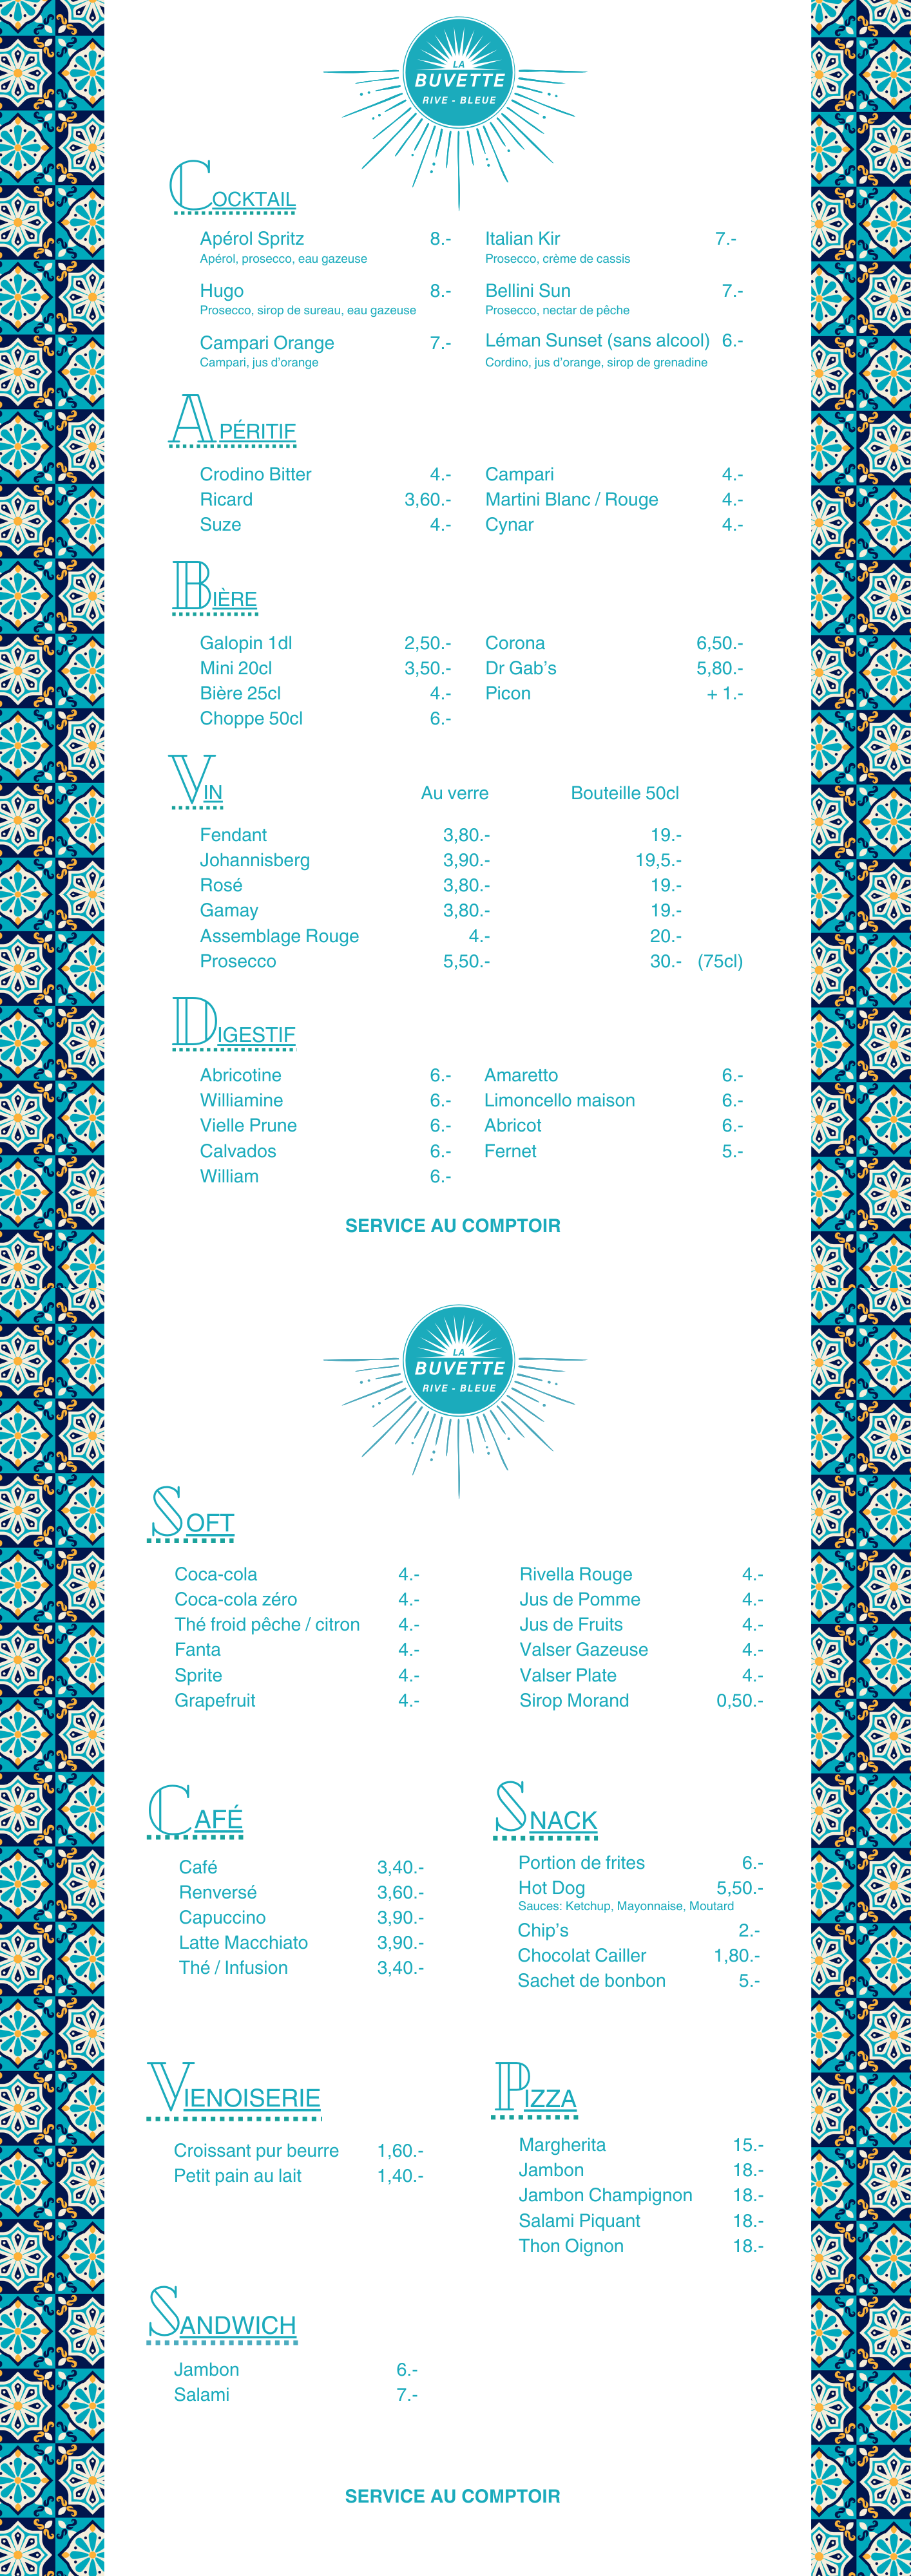 LA
BUVETTE
RIVE - BLEUE
COCKTAIL
Apérol Spritz 8.- Italian Kir 7.-
Apérol, prosecco, eau gazeuse Prosecco, crème de cassis
Hugo 8.- Bellini Sun 7.-
Prosecco, sirop de sureau, eau gazeuse Prosecco, nectar de pêche
Campari Orange 7.- Léman Sunset (sans alcool) 6.-
Campari, jus d'orange Cordino, jus d'orange, sirop de grenadine
APÉRITIF
Crodino Bitter 4.- Campari 4.-
Ricard 3,60.- Martini Blanc / Rouge 4.-
Suze 4.- Cynar 4.-
BIÈRE
Galopin 1dl 2,50.- Corona 6,50.-
Mini 20cl 3,50.- Dr Gab's 5,80.-
Bière 25cl 4.- Picon + 1.-
Choppe 50cl 6.-
VIN Au verre Bouteille 50cl
Fendant 3,80.- 19.-
Johannisberg 3,90.- 19,5.-
Rosé 3,80.- 19.-
Gamay 3,80.- 19.-
Assemblage Rouge 4.- 20.-
Prosecco 5,50.- 30.- (75cl)
DIGESTIF
Abricotine 6.- Amaretto 6.-
Williamine 6.- Limoncello maison 6.-
Vielle Prune 6.- Abricot 6.-
Calvados 6.- Fernet 5.-
William 6.-
SERVICE AU COMPTOIR
LA
BUVETTE
RIVE - BLEUE
SOFT
Coca-cola 4.- Rivella Rouge 4.-
Coca-cola zéro 4.- Jus de Pomme 4.-
Thé froid pêche / citron 4.- Jus de Fruits 4.-
Fanta 4.- Valser Gazeuse 4.-
Sprite 4.- Valser Plate 4.-
Grapefruit 4.- Sirop Morand 0,50.-
CAFÉ
Café 3,40.-
Renversé 3,60.-
Capuccino 3,90.-
Latte Macchiato 3,90.-
Thé / Infusion 3,40.-
SNACK
Portion de frites 6.-
Hot Dog 5,50.-
Sauces: Ketchup, Mayonnaise, Moutard
Chip's 2.-
Chocolat Cailler 1,80.-
Sachet de bonbon 5.-
VIENOISERIE
Croissant pur beurre 1,60.-
Petit pain au lait 1,40.-
PIZZA
Margherita 15.-
Jambon 18.-
Jambon Champignon 18.-
Salami Piquant 18.-
Thon Oignon 18.-
SANDWICH
Jambon 6.-
Salami 7.-
SERVICE AU COMPTOIR